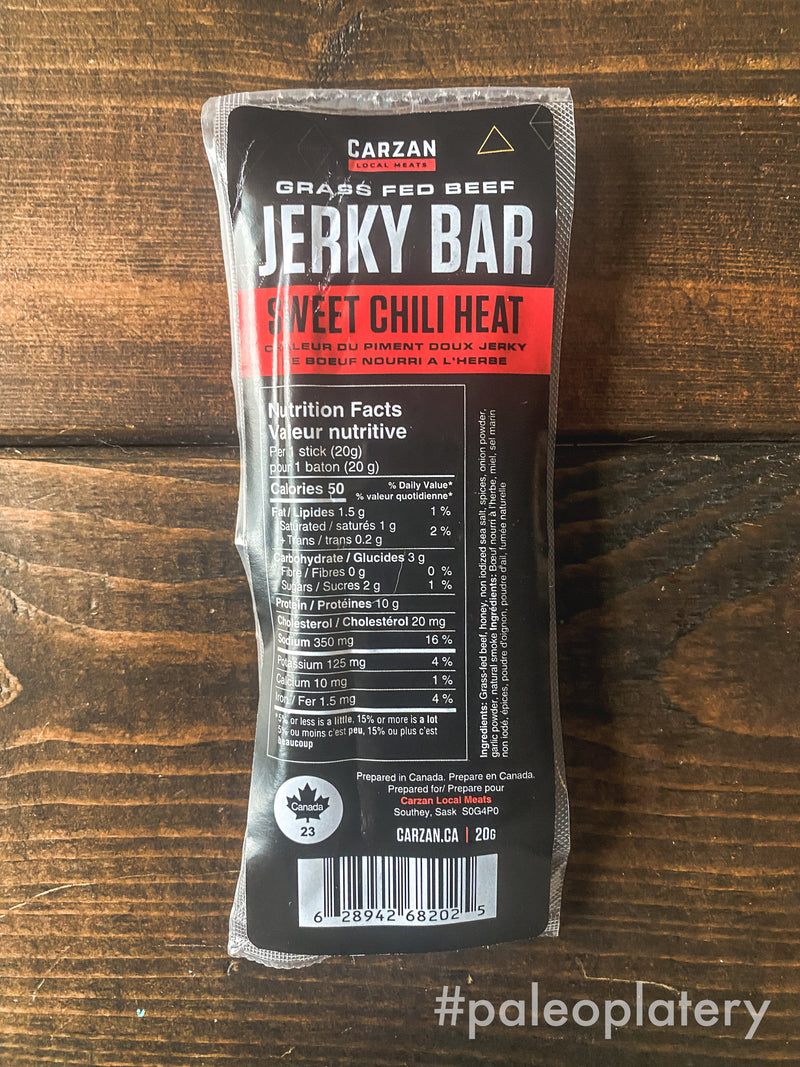 CARZAN
LOCAL MEATS
GRASS FED BEEF
JERKY BAR
SWEET CHILI HEAT
CHALEUR DU PIMENT DOUX JERKY
DE BOEUF NOURRI A L'HERBE
Nutrition Facts
Valeur nutritive
Per 1 stick (20g)
pour 1 baton (20 g)
Calories 50
% Daily Value*
% valeur quotidienne*
Fat / Lipides 1.5 g 1 %
Saturated / saturés 1 g
+ Trans / trans 0.2 g 2 %
Carbohydrate / Glucides 3 g
Fibre / Fibres 0 g 0 %
Sugars / Sucres 2 g 1 %
Protein / Protéines 10 g
Cholesterol / Cholestérol 20 mg
Sodium 350 mg 16 %
Potassium 125 mg 4 %
Calcium 10 mg 1 %
Iron / Fer 1.5 mg 4 %
*5% or less is a little, 15% or more is a lot
5% ou moins c'est peu, 15% ou plus c'est
beaucoup
Ingredients: Grass-fed beef, honey, non iodized sea salt, spices, onion powder,
garlic powder, natural smoke Ingrédients: Bœuf nourri à l'herbe, miel, sel marin
non iodé, épices, poudre d'oignon, poudre d'ail, fumée naturelle
Prepared in Canada. Prepare en Canada.
Prepared for/ Prepare pour
Carzan Local Meats
Southey, Sask S0G4P0
CARZAN.CA | 20G
Canada
23
6 28942 68202 5
#paleoplatery